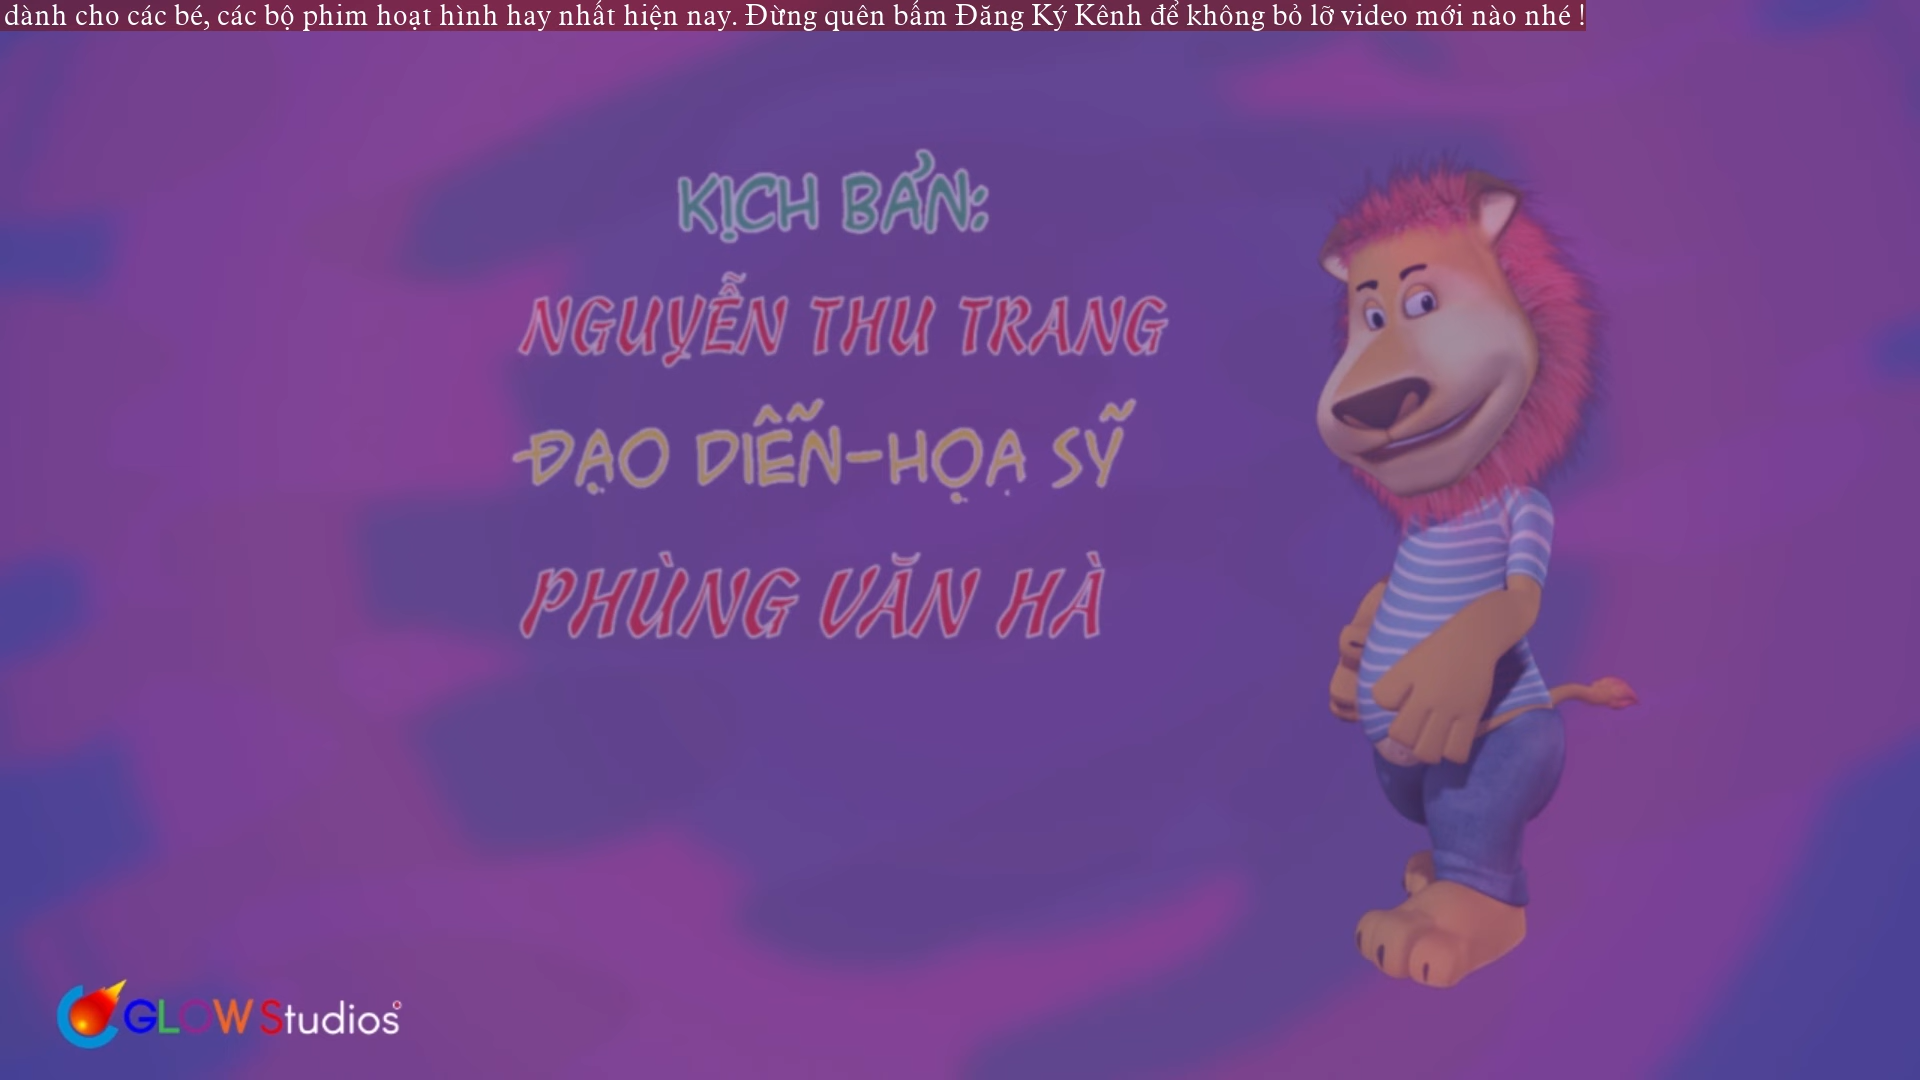 dành cho các bé, các bộ phim hoạt hình hay nhất hiện nay. Đừng quên bấm Đăng Ký Kênh để không bỏ lỡ video mới nào nhé !
KỊCH BẢN:
NGUYỄN THU TRANG
ĐẠO DIỄN-HỌA SỸ
PHÙNG VĂN HÀ
GLOW Studios